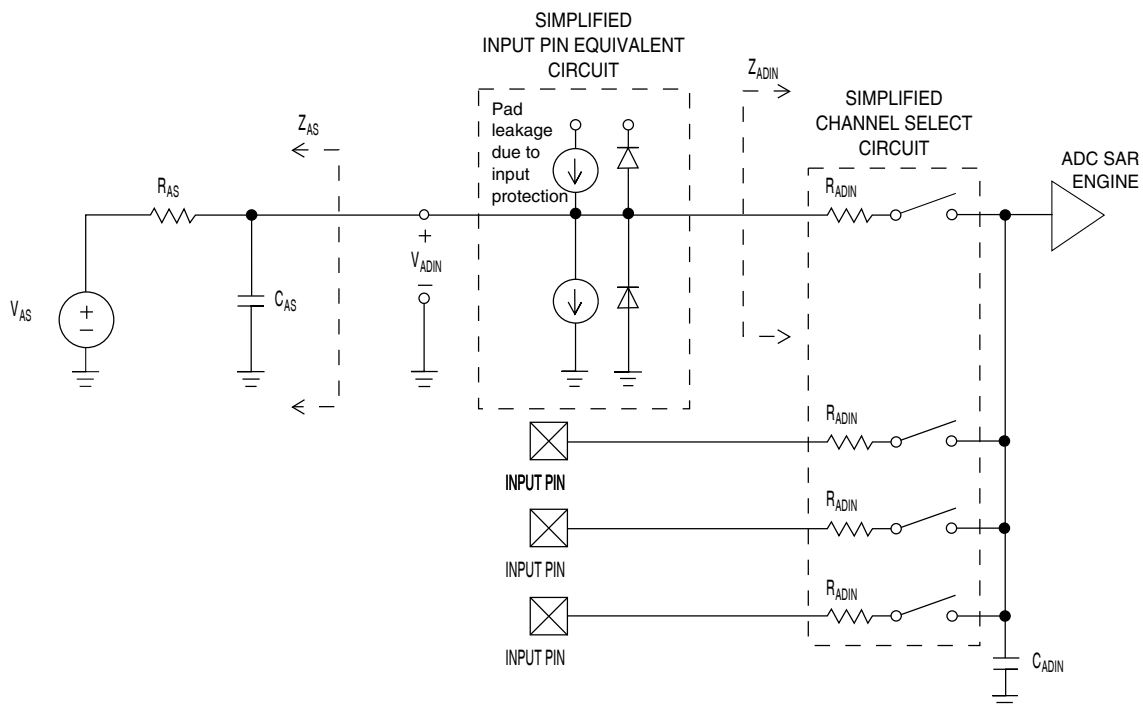 SIMPLIFIED
INPUT PIN EQUIVALENT
CIRCUIT
Pad
leakage
due to
input
protection
ZAS
ZADIN
SIMPLIFIED
CHANNEL SELECT
CIRCUIT
ADC SAR
ENGINE
RAS
RADIN
VAS
+
–
CAS
+
VADIN
–
RADIN
INPUT PIN
RADIN
INPUT PIN
RADIN
INPUT PIN
CADIN